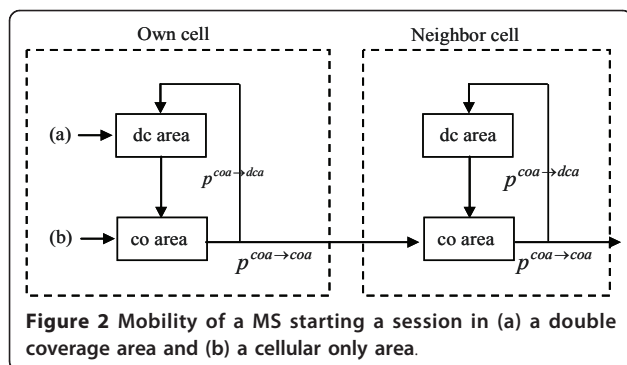 Own cell
Neighbor cell
(a)
dc area
dc area
p^{coa→dca}
p^{coa→dca}
(b)
co area
co area
p^{coa→coa}
p^{coa→coa}
Figure 2 Mobility of a MS starting a session in (a) a double
coverage area and (b) a cellular only area.